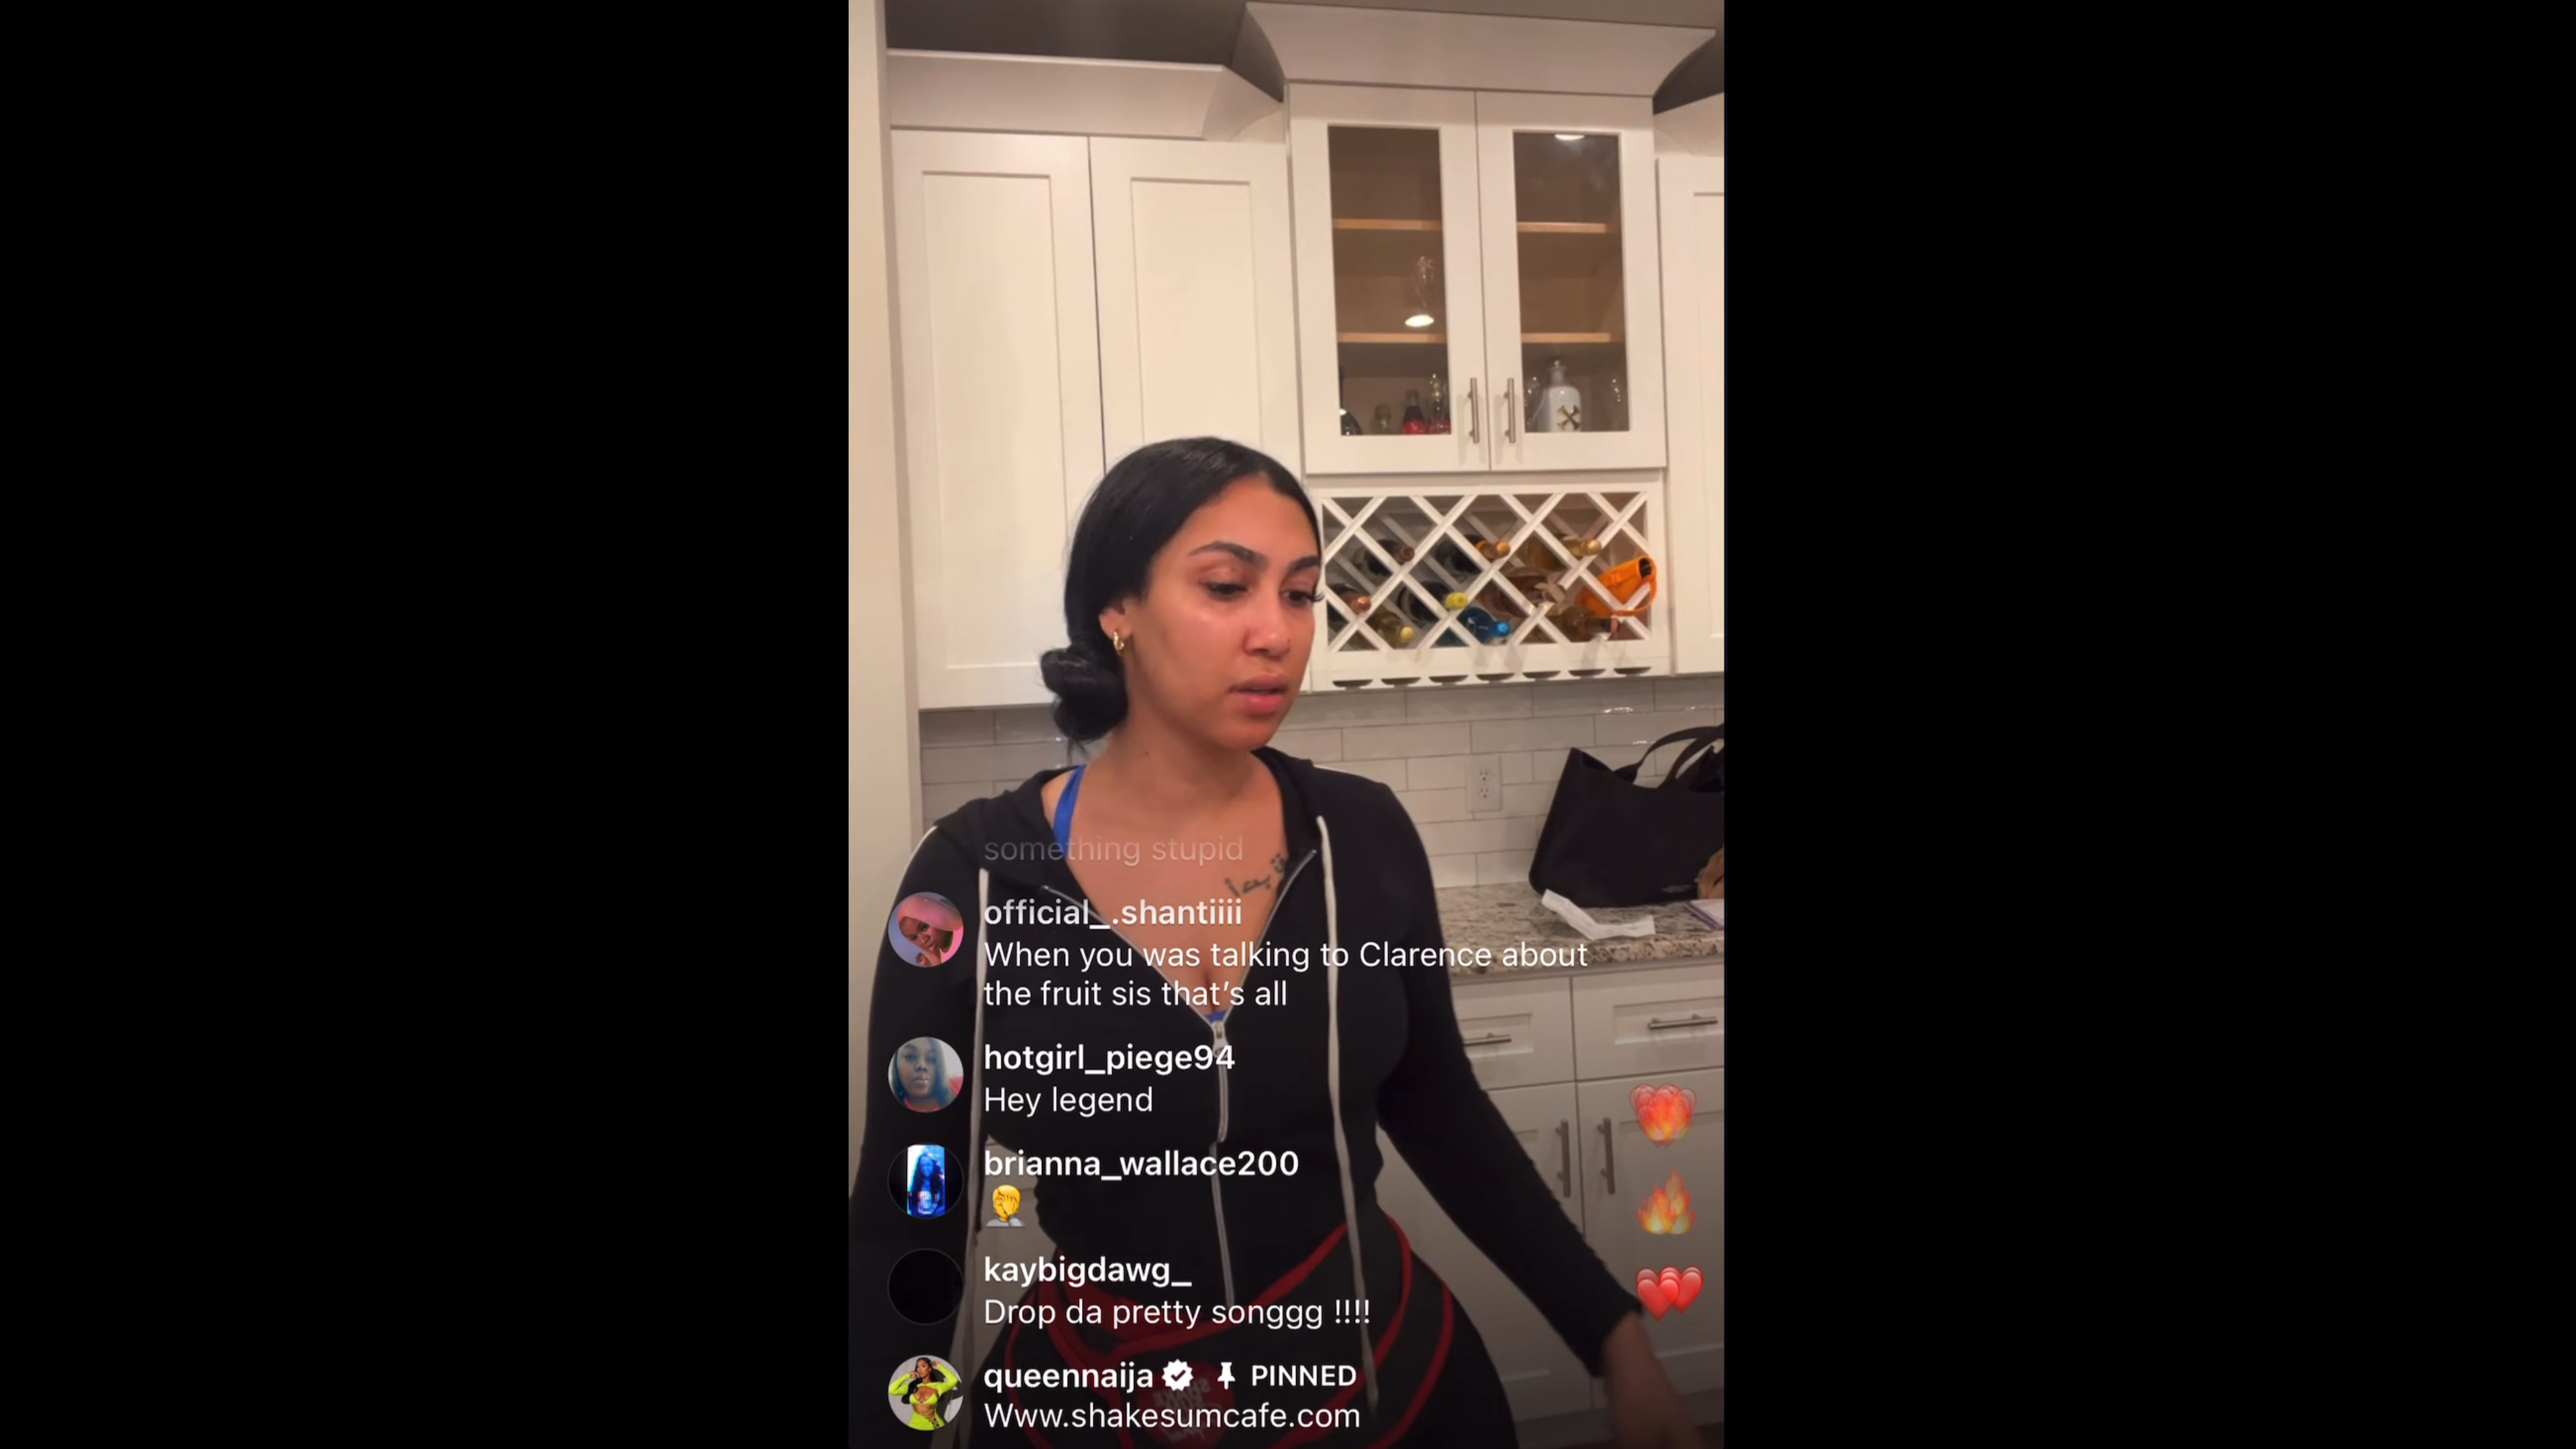 something stupid
official_.shantiiii
When you was talking to Clarence about
the fruit sis that's all
hotgirl_piege94
Hey legend
brianna_wallace200
🤦
kaybigdawg_
Drop da pretty songgg !!!!
queennaija PINNED
Www.shakesumcafe.com